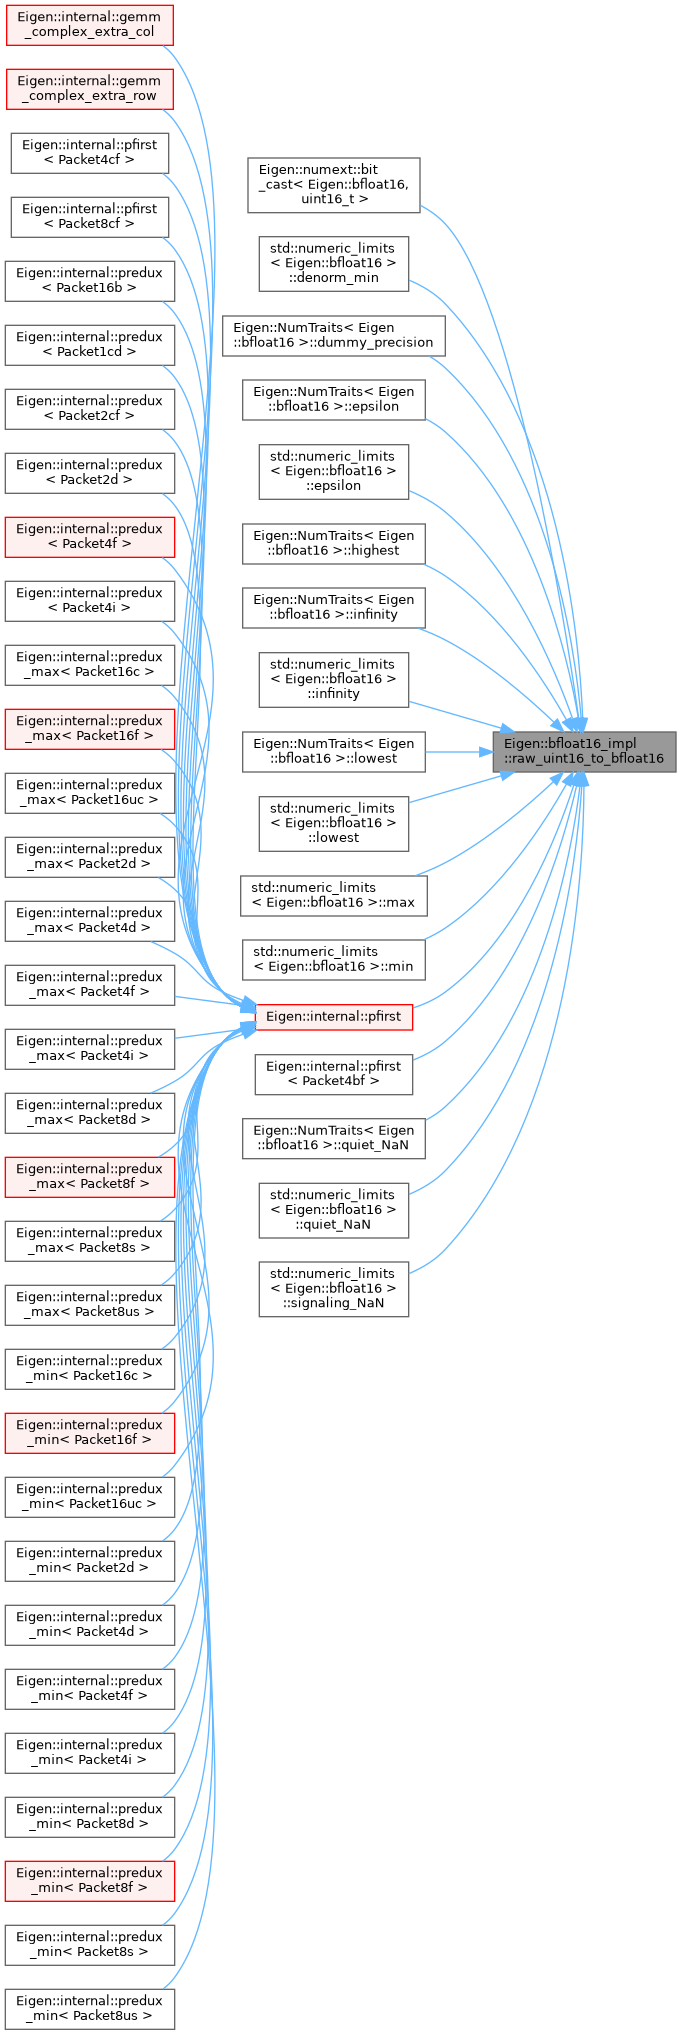 Eigen::internal::gemm
_complex_extra_col
Eigen::internal::gemm
_complex_extra_row
Eigen::internal::pfirst
< Packet4cf >
Eigen::internal::pfirst
< Packet8cf >
Eigen::internal::predux
< Packet16b >
Eigen::internal::predux
< Packet1cd >
Eigen::internal::predux
< Packet2cf >
Eigen::internal::predux
< Packet2d >
Eigen::internal::predux
< Packet4f >
Eigen::internal::predux
< Packet4i >
Eigen::internal::predux
_max< Packet16c >
Eigen::internal::predux
_max< Packet16f >
Eigen::internal::predux
_max< Packet16uc >
Eigen::internal::predux
_max< Packet2d >
Eigen::internal::predux
_max< Packet4d >
Eigen::internal::predux
_max< Packet4f >
Eigen::internal::predux
_max< Packet4i >
Eigen::internal::predux
_max< Packet8d >
Eigen::internal::predux
_max< Packet8f >
Eigen::internal::predux
_max< Packet8s >
Eigen::internal::predux
_max< Packet8us >
Eigen::internal::predux
_min< Packet16c >
Eigen::internal::predux
_min< Packet16f >
Eigen::internal::predux
_min< Packet16uc >
Eigen::internal::predux
_min< Packet2d >
Eigen::internal::predux
_min< Packet4d >
Eigen::internal::predux
_min< Packet4f >
Eigen::internal::predux
_min< Packet4i >
Eigen::internal::predux
_min< Packet8d >
Eigen::internal::predux
_min< Packet8f >
Eigen::internal::predux
_min< Packet8s >
Eigen::internal::predux
_min< Packet8us >
Eigen::numext::bit
_cast< Eigen::bfloat16,
uint16_t >
std::numeric_limits
< Eigen::bfloat16 >
::denorm_min
Eigen::NumTraits< Eigen
::bfloat16 >::dummy_precision
Eigen::NumTraits< Eigen
::bfloat16 >::epsilon
std::numeric_limits
< Eigen::bfloat16 >
::epsilon
Eigen::NumTraits< Eigen
::bfloat16 >::highest
Eigen::NumTraits< Eigen
::bfloat16 >::infinity
std::numeric_limits
< Eigen::bfloat16 >
::infinity
Eigen::NumTraits< Eigen
::bfloat16 >::lowest
std::numeric_limits
< Eigen::bfloat16 >
::lowest
std::numeric_limits
< Eigen::bfloat16 >::max
std::numeric_limits
< Eigen::bfloat16 >::min
Eigen::internal::pfirst
Eigen::internal::pfirst
< Packet4bf >
Eigen::NumTraits< Eigen
::bfloat16 >::quiet_NaN
std::numeric_limits
< Eigen::bfloat16 >
::quiet_NaN
std::numeric_limits
< Eigen::bfloat16 >
::signaling_NaN
Eigen::bfloat16_impl
::raw_uint16_to_bfloat16